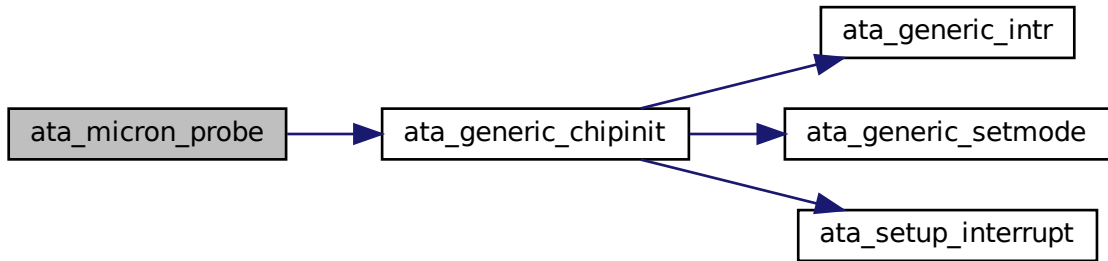 ata_generic_intr
ata_micron_probe
ata_generic_chipinit
ata_generic_setmode
ata_setup_interrupt